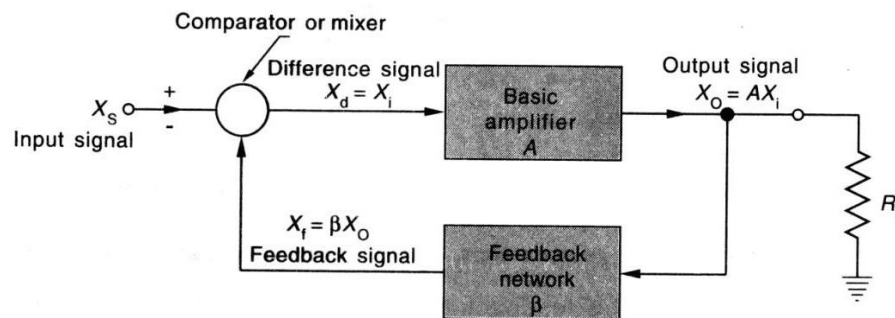 Comparator or mixer
+
Difference signal
X_d = X_i
Output signal
X_O = AX_i
X_S
-
Input signal
Basic
amplifier
A
R
X_f = βX_O
Feedback signal
Feedback
network
β